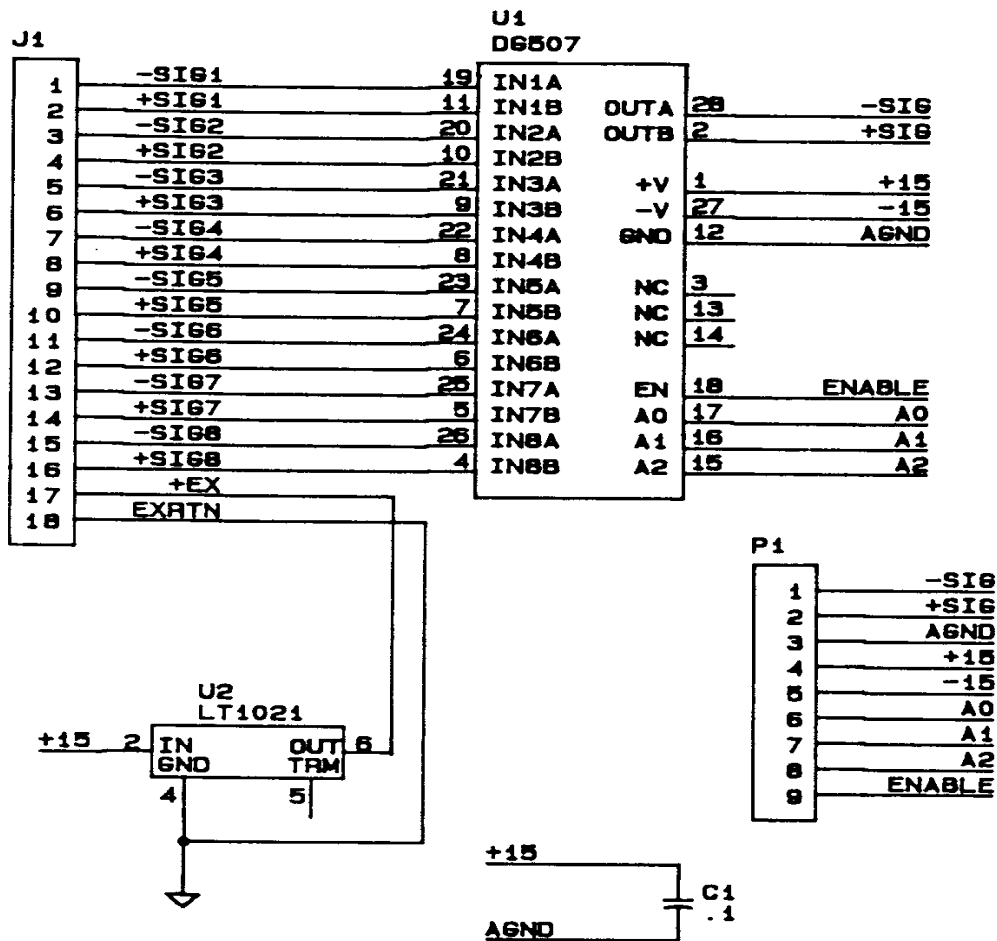 J1
1 -SIG1
2 +SIG1
3 -SIG2
4 +SIG2
5 -SIG3
6 +SIG3
7 -SIG4
8 +SIG4
9 -SIG5
10 +SIG5
11 -SIG6
12 +SIG6
13 -SIG7
14 +SIG7
15 -SIG8
16 +SIG8
17 +EX
18 EXRTN
U1
DG507
19 IN1A
11 IN1B
20 IN2A
10 IN2B
21 IN3A
9 IN3B
22 IN4A
8 IN4B
23 IN5A
7 IN5B
24 IN6A
6 IN6B
25 IN7A
5 IN7B
26 IN8A
4 IN8B
OUTA 28 -SIG
OUTB 2 +SIG
+V 1 +15
-V 27 -15
GND 12 AGND
NC 3
NC 13
NC 14
EN 18 ENABLE
A0 17 A0
A1 16 A1
A2 15 A2
P1
1 -SIG
2 +SIG
3 AGND
4 +15
5 -15
6 A0
7 A1
8 A2
9 ENABLE
U2
LT1021
+15 2 IN OUT 6
GND TRM
4 5
+15
C1
.1
AGND